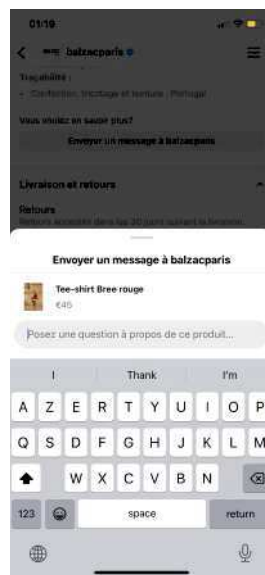 01:19
balzacparis
Traçabilité :
Confection, tricotage et teinture : Portugal
Vous voulez en savoir plus?
Envoyer un message à balzacparis
Livraison et retours
Retours
Retours acceptés dans les 30 jours suivant la livraison.
Envoyer un message à balzacparis
Tee-shirt Bree rouge
€45
Posez une question à propos de ce produit...
I Thank I'm
A Z E R T Y U I O P
Q S D F G H J K L M
W X C V B N
123 space return